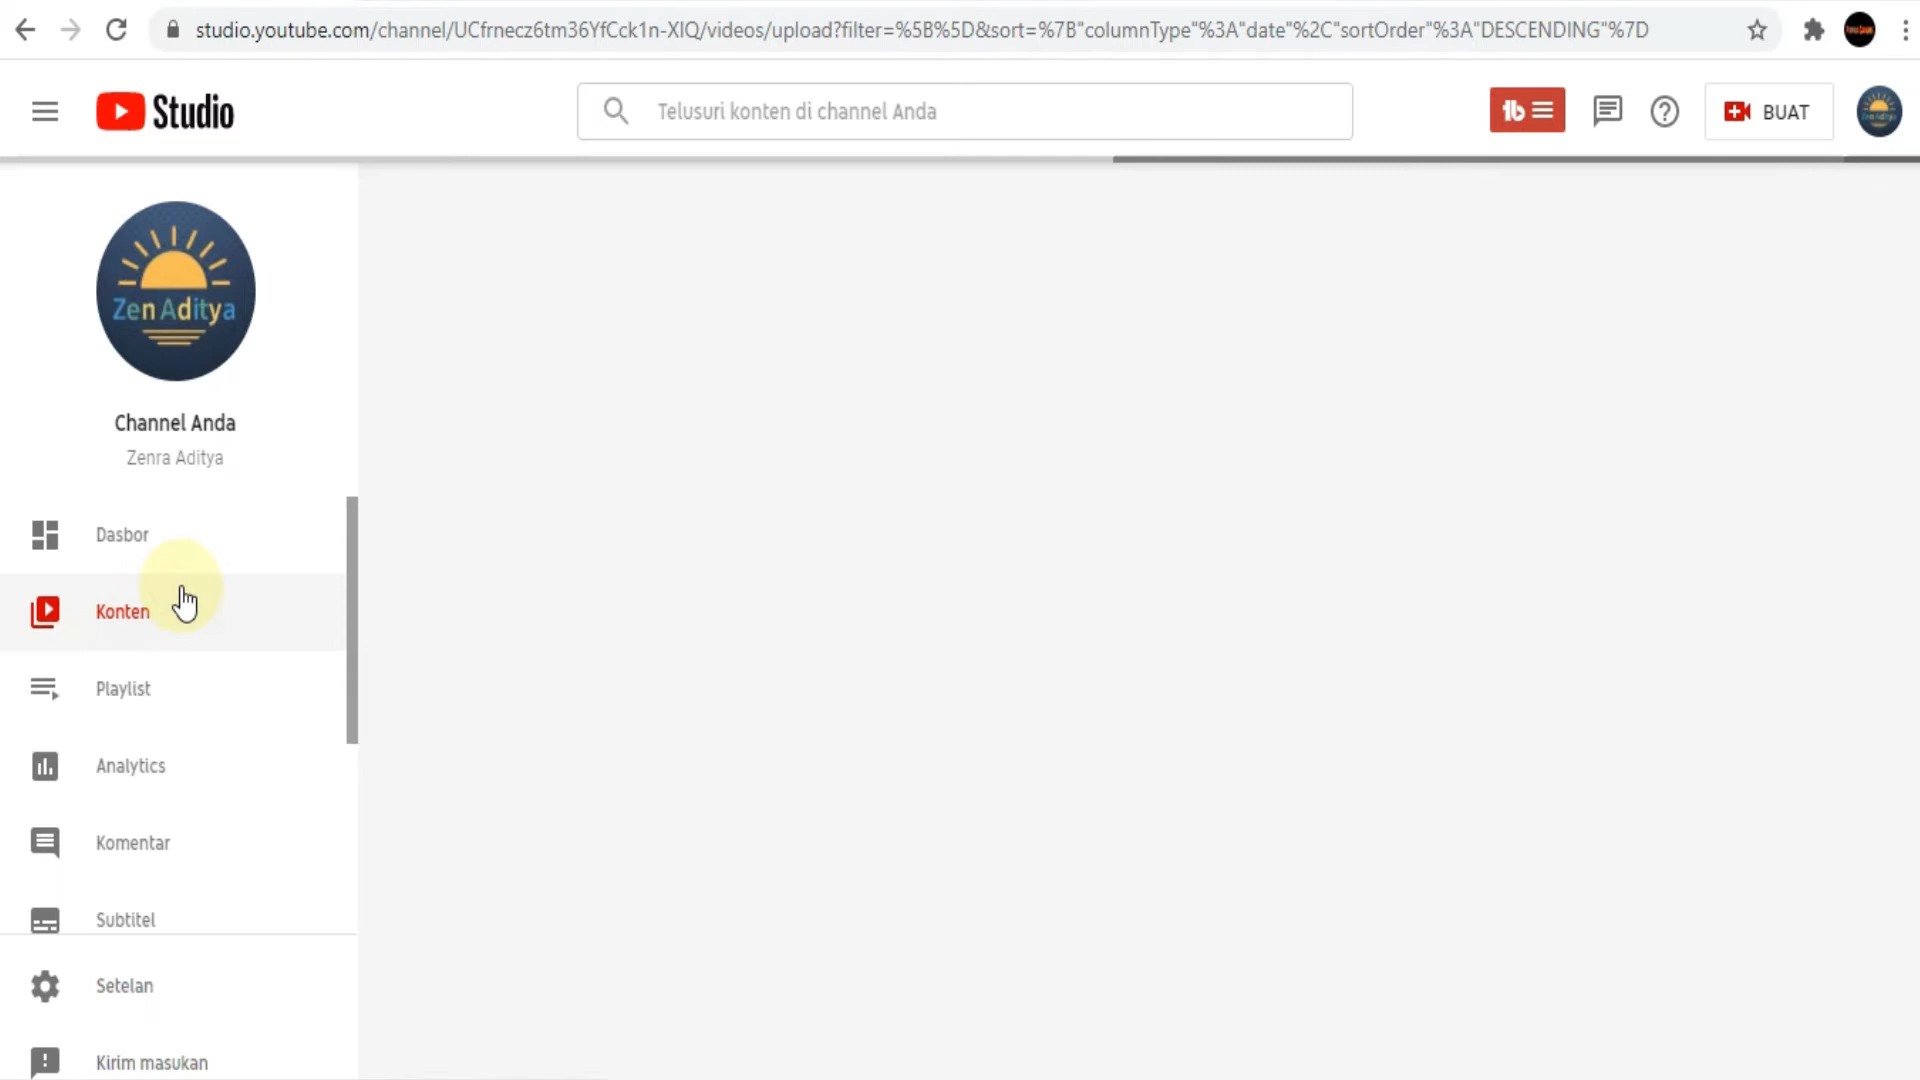 studio.youtube.com/channel/UCfrnecz6tm36YfCck1n-XIQ/videos/upload?filter=%5B%5D&sort=%7B"columnType"%3A"date"%2C"sortOrder"%3A"DESCENDING"%7D
Studio
Telusuri konten di channel Anda
BUAT
Zen Aditya
Channel Anda
Zenra Aditya
Dasbor
Konten
Playlist
Analytics
Komentar
Subtitel
Setelan
Kirim masukan